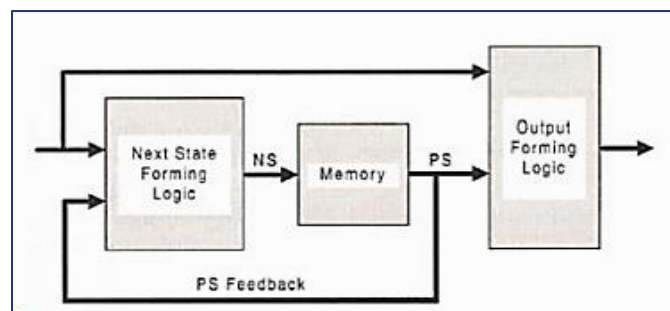 Next State
Forming
Logic
NS
Memory
PS
Output
Forming
Logic
PS Feedback